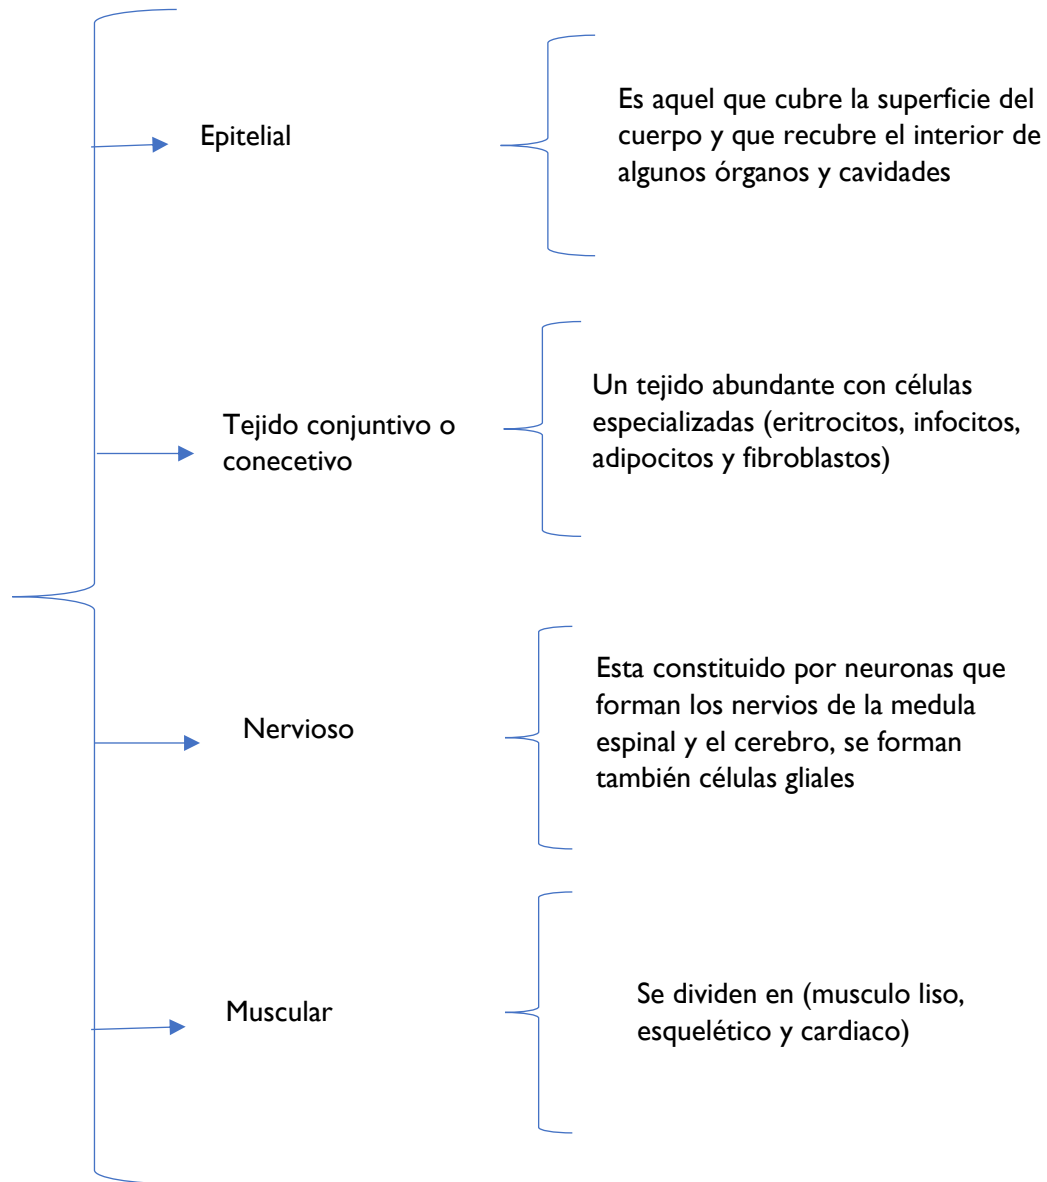 Epitelial
Es aquel que cubre la superficie del
cuerpo y que recubre el interior de
algunos órganos y cavidades
Tejido conjuntivo o
conecetivo
Un tejido abundante con células
especializadas (eritrocitos, infocitos,
adipocitos y fibroblastos)
Nervioso
Esta constituido por neuronas que
forman los nervios de la medula
espinal y el cerebro, se forman
también células gliales
Muscular
Se dividen en (musculo liso,
esquelético y cardiaco)